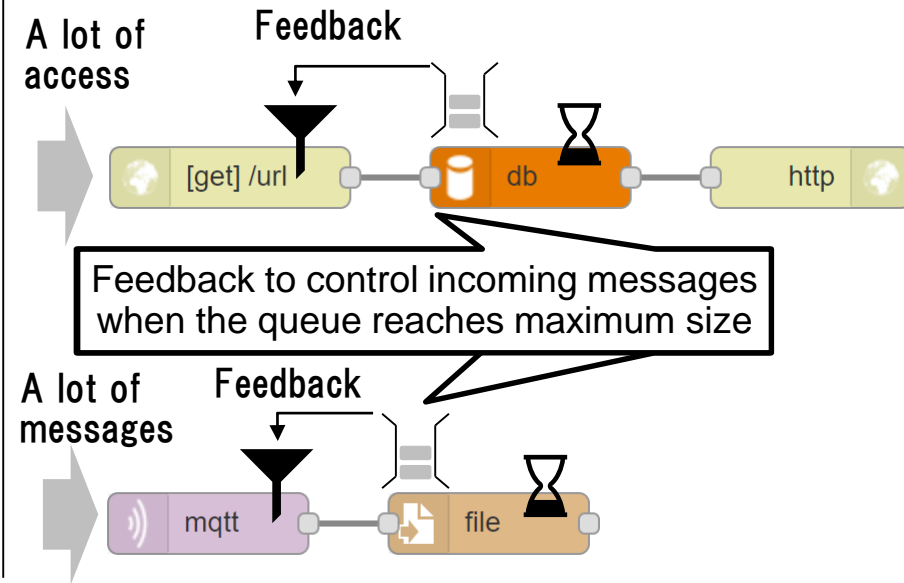 A lot of
access
Feedback
[get] /url
db
http
Feedback to control incoming messages
when the queue reaches maximum size
A lot of
messages
Feedback
mqtt
file